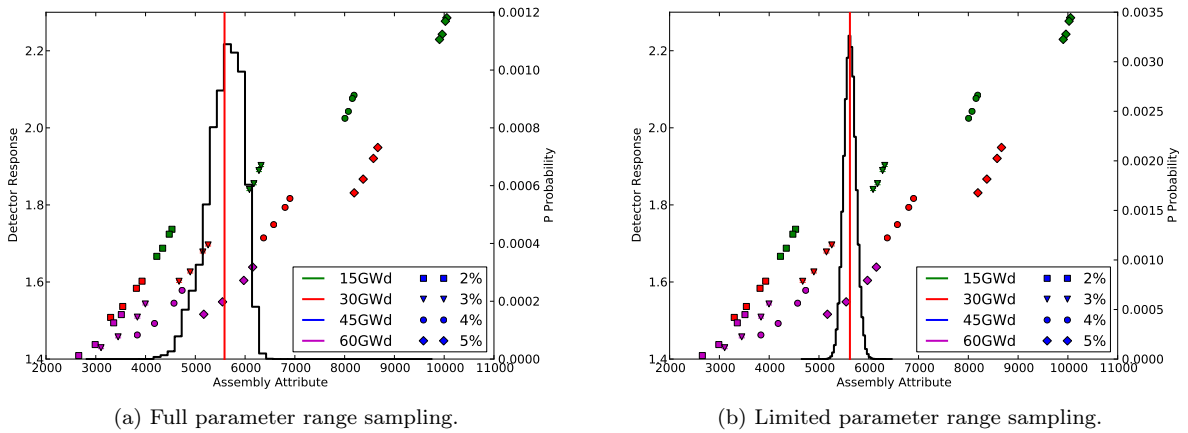 2.2
2.0
1.8
1.6
1.4
Detector Response
0.0012
0.0010
0.0008
0.0006
0.0004
0.0002
0.0000
P Probability
15GWd 2%
30GWd 3%
45GWd 4%
60GWd 5%
2000 3000 4000 5000 6000 7000 8000 9000 10000 11000
Assembly Attribute
(a) Full parameter range sampling.
2.2
2.0
1.8
1.6
1.4
Detector Response
0.0035
0.0030
0.0025
0.0020
0.0015
0.0010
0.0005
0.0000
P Probability
15GWd 2%
30GWd 3%
45GWd 4%
60GWd 5%
2000 3000 4000 5000 6000 7000 8000 9000 10000 11000
Assembly Attribute
(b) Limited parameter range sampling.